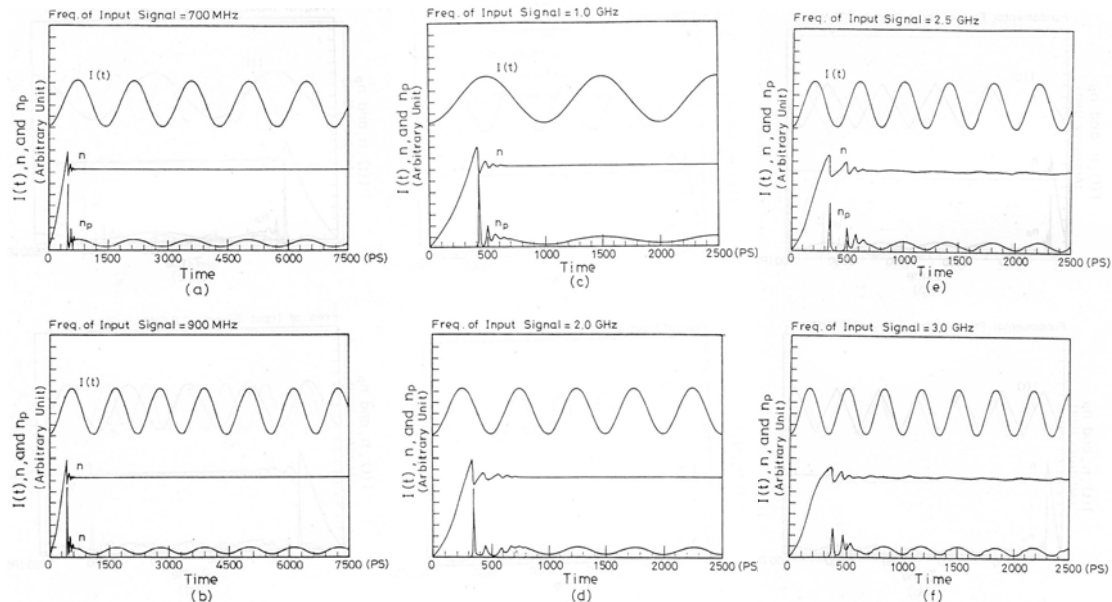 Freq. of Input Signal = 700 MHz
I(t), n, and np
(Arbitrary Unit)
I(t)
n
np
0 1500 3000 4500 6000 7500 (PS)
Time
(a)
Freq. of Input Signal = 1.0 GHz
I(t), n, and np
(Arbitrary Unit)
I(t)
n
np
0 500 1000 1500 2000 2500 (PS)
Time
(c)
Freq. of Input Signal = 2.5 GHz
I(t), n, and np
(Arbitrary Unit)
I(t)
n
np
0 500 1000 1500 2000 2500 (PS)
Time
(e)
Freq. of Input Signal = 900 MHz
I(t), n, and np
(Arbitrary Unit)
I(t)
n
n
0 1500 3000 4500 6000 7500 (PS)
Time
(b)
Freq. of Input Signal = 2.0 GHz
I(t), n, and np
(Arbitrary Unit)
0 500 1000 1500 2000 2500 (PS)
Time
(d)
Freq. of Input Signal = 3.0 GHz
I(t), n, and np
(Arbitrary Unit)
0 500 1000 1500 2000 2500 (PS)
Time
(f)